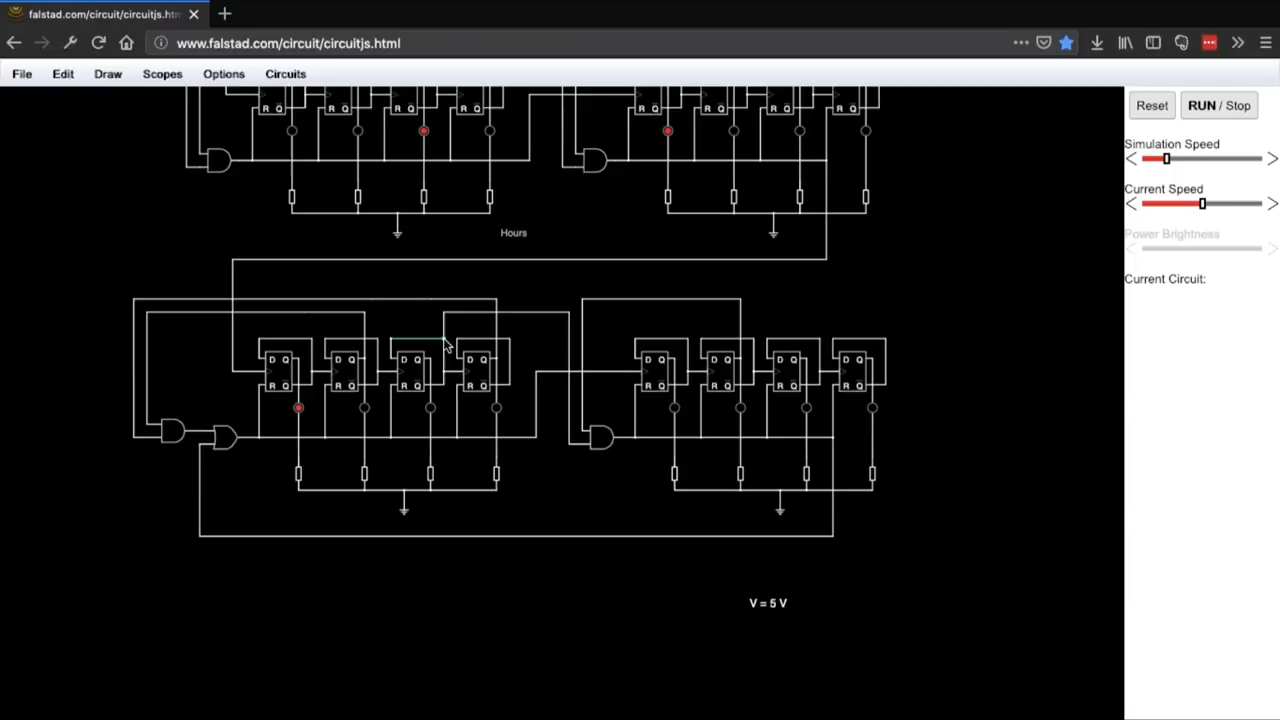 falstad.com/circuit/circuitjs.htm
www.falstad.com/circuit/circuitjs.html
File Edit Draw Scopes Options Circuits
Reset RUN / Stop
Simulation Speed
Current Speed
Power Brightness
Current Circuit:
R Q R Q R Q R Q R Q R Q R Q R Q
Hours
D Q D Q D Q D Q D Q D Q D Q D Q
R Q R Q R Q R Q R Q R Q R Q R Q
V = 5 V